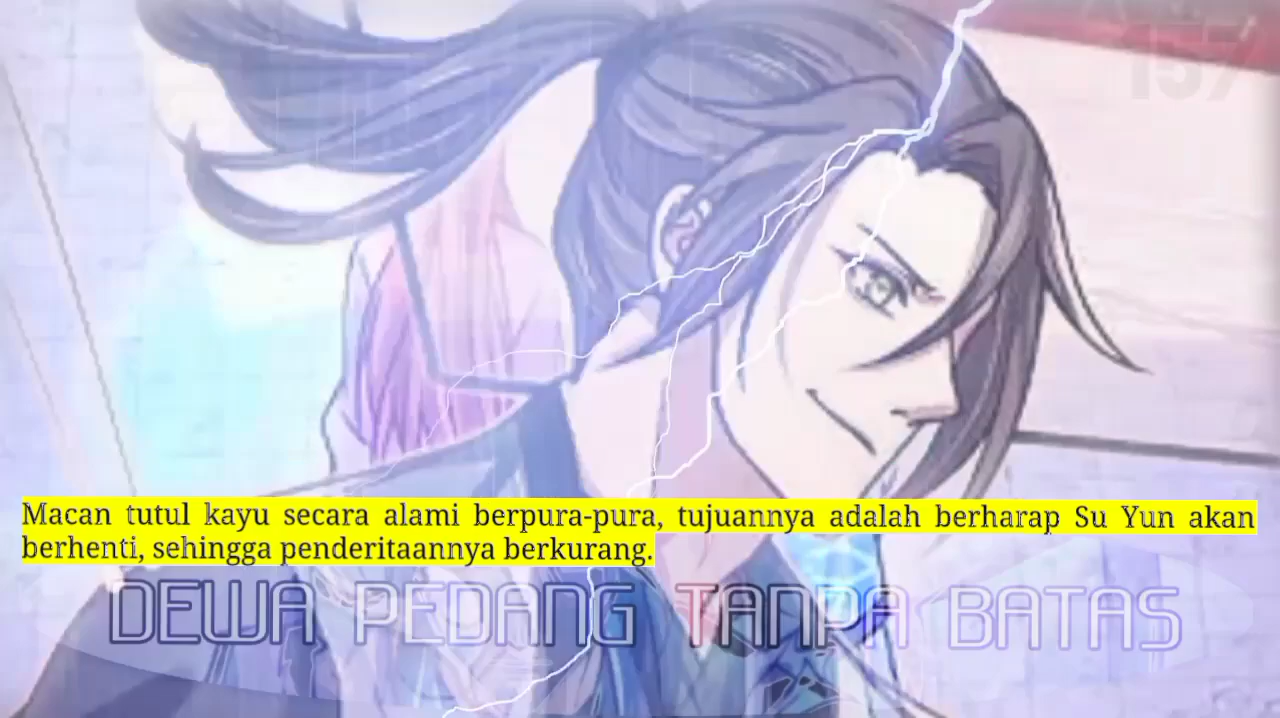 157
Macan tutul kayu secara alami berpura-pura, tujuannya adalah berharap Su Yun akan
berhenti, sehingga penderitaannya berkurang.
DEWA PEDANG TANPA BATAS